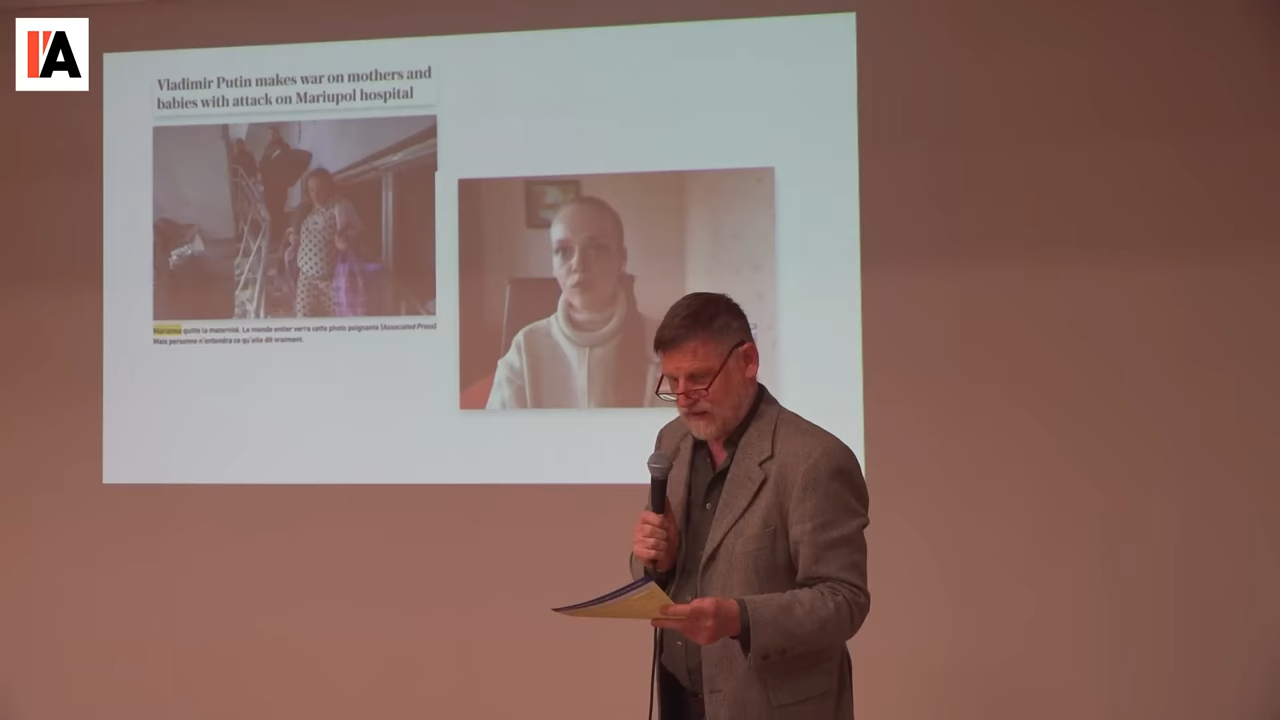 I'A
Vladimir Putin makes war on mothers and
babies with attack on Mariupol hospital
Marianna quitte la maternité. Le monde entier verra cette photo poignante (Associated Press)
Mais personne n'entendra ce qu'elle dit vraiment.